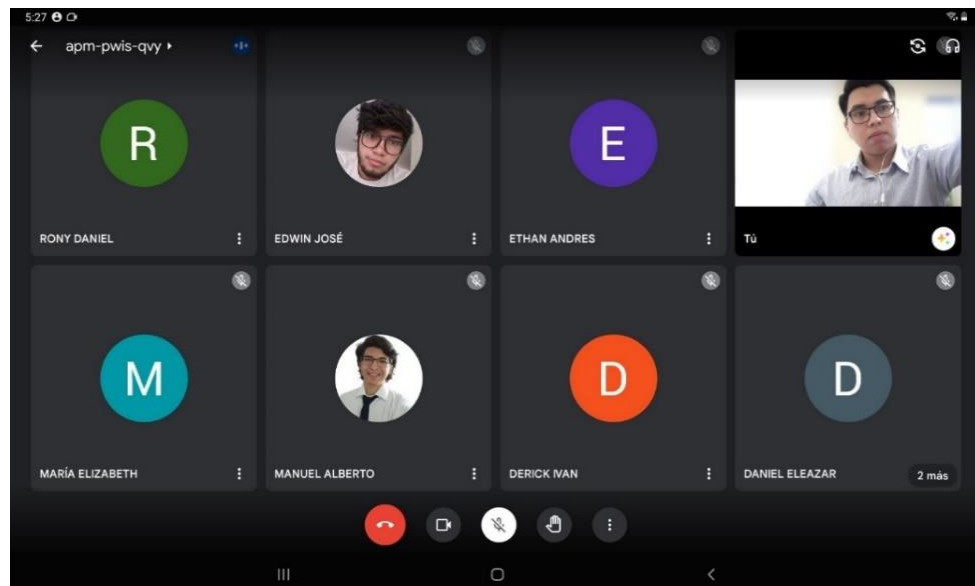 5:27
apm-pwis-qvy
R
E
RONY DANIEL
EDWIN JOSÉ
ETHAN ANDRES
Tú
M
D
D
MARÍA ELIZABETH
MANUEL ALBERTO
DERICK IVAN
DANIEL ELEAZAR
2 más